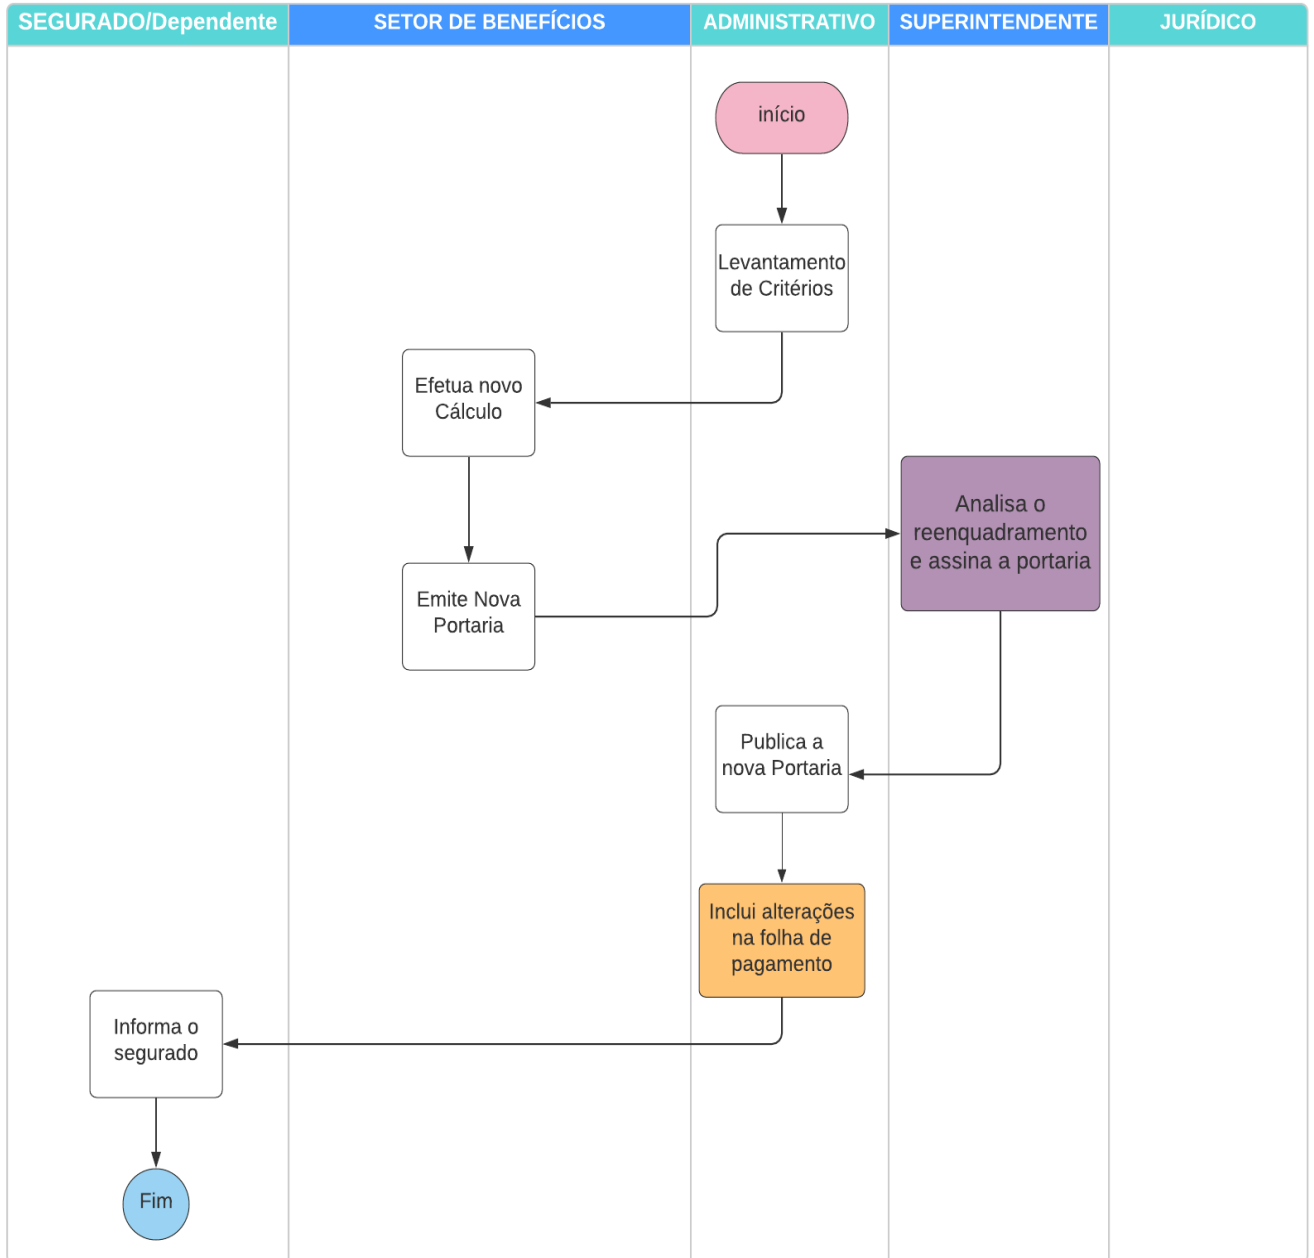 SEGURADO/Dependente
SETOR DE BENEFÍCIOS
ADMINISTRATIVO
SUPERINTENDENTE
JURÍDICO
início
Levantamento
de Critérios
Efetua novo
Cálculo
Emite Nova
Portaria
Analisa o
reenquadramento
e assina a portaria
Publica a
nova Portaria
Inclui alterações
na folha de
pagamento
Informa o
segurado
Fim